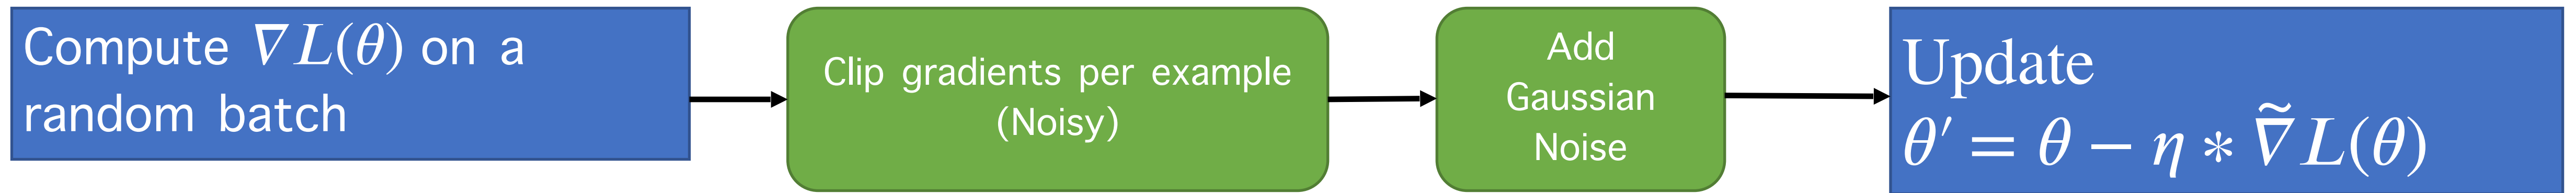 Compute ∇L(θ) on a
random batch
Clip gradients per example
(Noisy)
Add
Gaussian
Noise
Update
θ′ = θ − η * ∇̃L(θ)